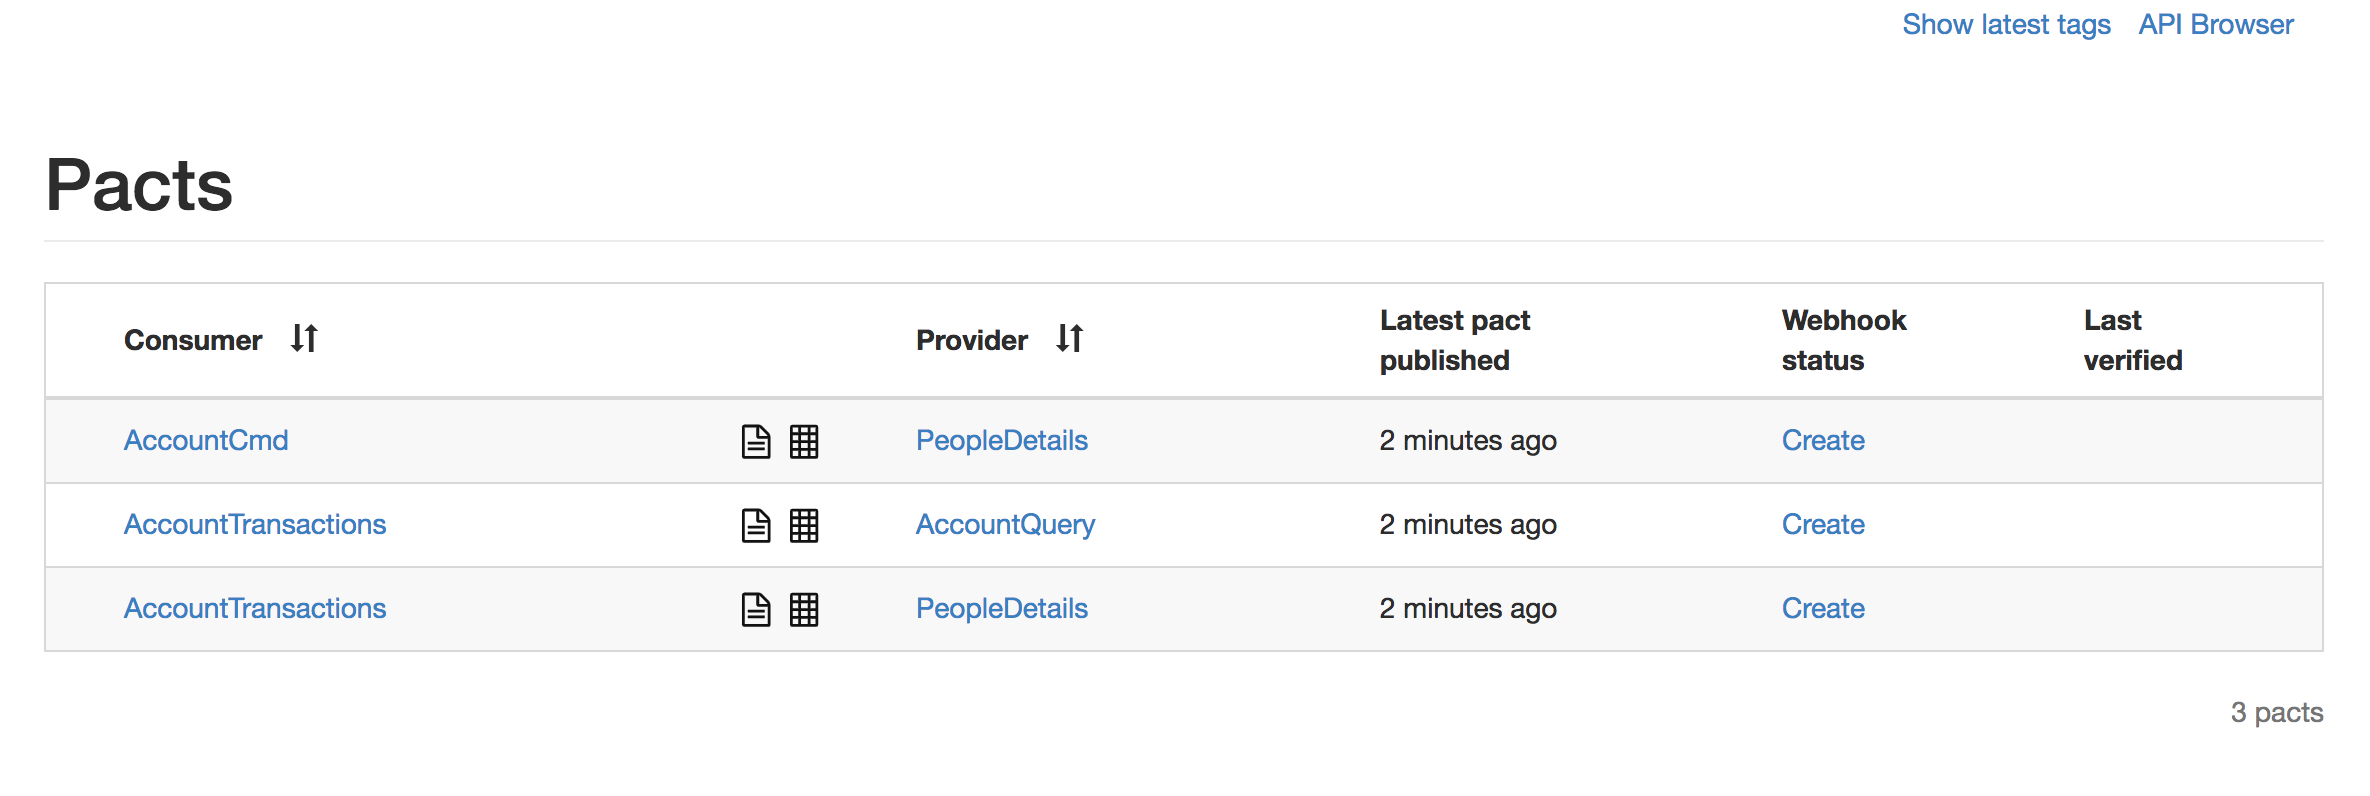 Show latest tags API Browser
Pacts
Consumer Provider Latest pact published Webhook status Last verified
AccountCmd PeopleDetails 2 minutes ago Create
AccountTransactions AccountQuery 2 minutes ago Create
AccountTransactions PeopleDetails 2 minutes ago Create
3 pacts